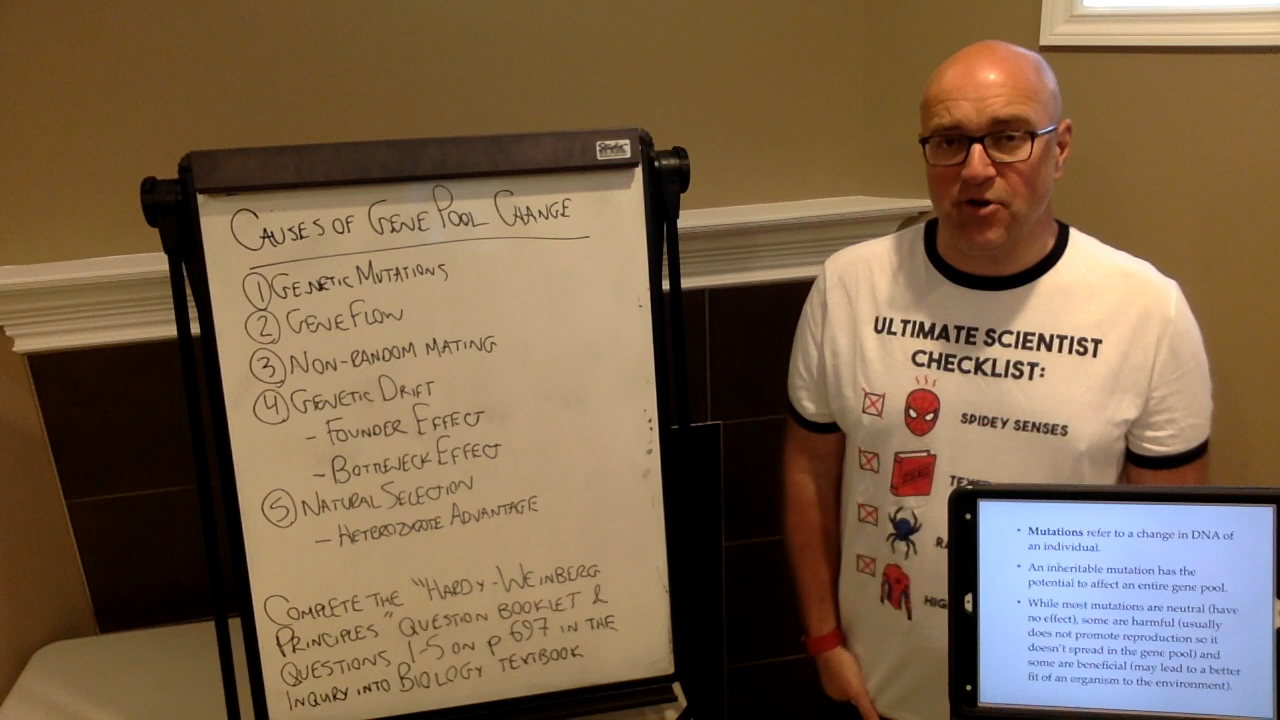 CAUSES OF GENE POOL CHANGE
① GENETIC MUTATIONS
② GENE FLOW
③ NON-RANDOM MATING
④ GENETIC DRIFT
- FOUNDER EFFECT
- BOTTLENECK EFFECT
⑤ NATURAL SELECTION
- HETEROZYGOTE ADVANTAGE
COMPLETE THE "HARDY-WEINBERG
PRINCIPLES" QUESTION BOOKLET &
QUESTIONS 1-5 ON p 697 IN THE
INQUIRY INTO BIOLOGY TEXTBOOK
ULTIMATE SCIENTIST
CHECKLIST:
SPIDEY SENSES
• Mutations refer to a change in DNA of
an individual.
• An inheritable mutation has the
potential to affect an entire gene pool.
• While most mutations are neutral (have
no effect), some are harmful (usually
does not promote reproduction so it
doesn't spread in the gene pool) and
some are beneficial (may lead to a better
fit of an organism to the environment).